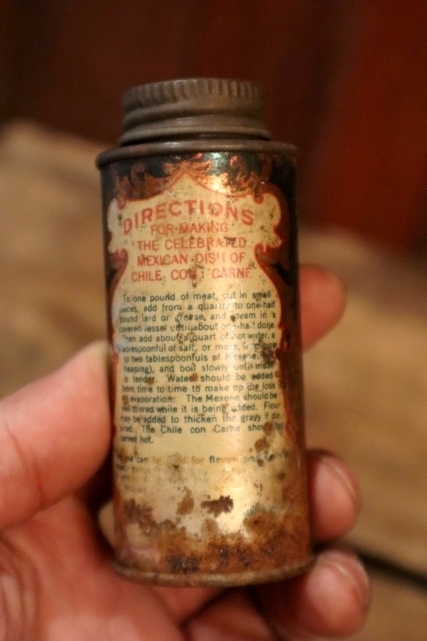 DIRECTIONS
FOR MAKING
THE CELEBRATED
MEXICAN DISH OF
CHILE CON CARNE
To one pound of meat, cut in small
pieces, add from a quarter to one-half
pound lard or grease, and steam in a
covered vessel until about one-half done.
Then add about a quart of hot water, a
tablespoonful of salt, or more,
to two tablespoonfuls of Mexene
heaping), and boil slowly until meat
is tender. Water should be added
from time to time to make up the loss
evaporation. The Mexene should be
well stirred while it is being added. Flour
may be added to thicken the gravy if de-
sired. The Chile con Carne should be
served hot.
can be for